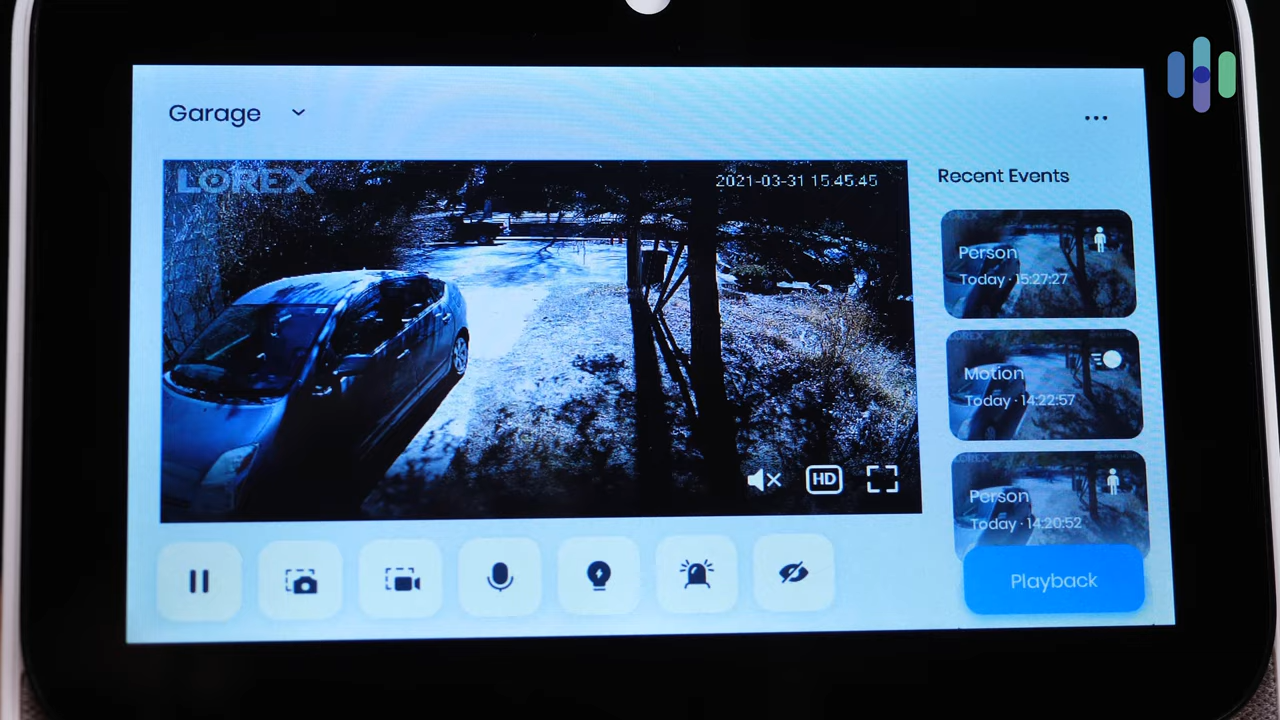 Garage
LOREX
2021-03-31 15:45:45
HD
Recent Events
Person
Today · 15:27:27
Motion
Today · 14:22:57
Person
Today · 14:20:52
Playback